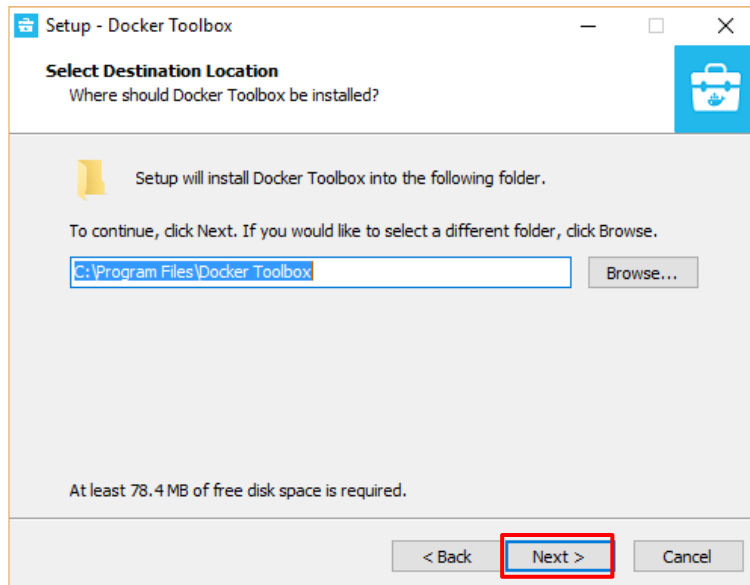 Setup - Docker Toolbox
Select Destination Location
Where should Docker Toolbox be installed?
Setup will install Docker Toolbox into the following folder.
To continue, click Next. If you would like to select a different folder, click Browse.
C:\Program Files\Docker Toolbox
Browse...
At least 78.4 MB of free disk space is required.
< Back
Next >
Cancel